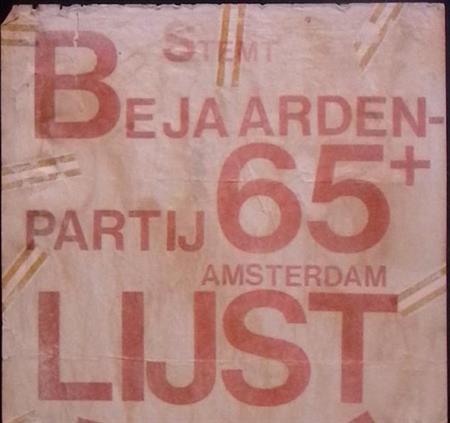 STEMT
BEJAARDEN-
PARTIJ 65+
AMSTERDAM
LIJST